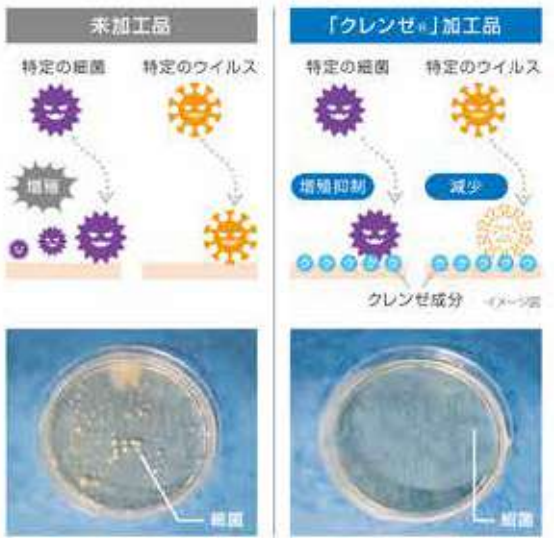 未加工品
特定の細菌
特定のウイルス
増殖
細菌
「クレンゼ®」加工品
特定の細菌
特定のウイルス
増殖抑制
減少
クレンゼ成分
イメージ図
細菌